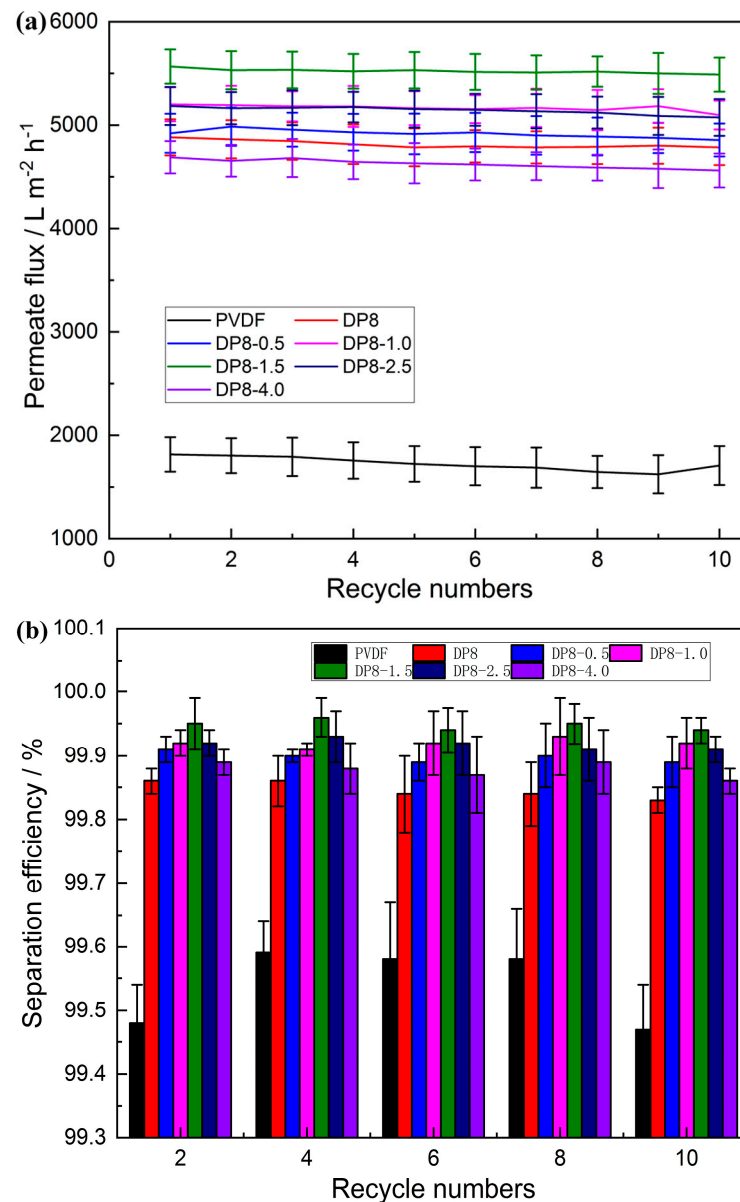 (a)
6000
5000
4000
3000
2000
1000
Permeate flux / L m⁻² h⁻¹
PVDF DP8
DP8-0.5 DP8-1.0
DP8-1.5 DP8-2.5
DP8-4.0
0 2 4 6 8 10
Recycle numbers
(b)
100.1
100.0
99.9
99.8
99.7
99.6
99.5
99.4
99.3
Separation efficiency / %
PVDF DP8 DP8-0.5 DP8-1.0
DP8-1.5 DP8-2.5 DP8-4.0
2 4 6 8 10
Recycle numbers